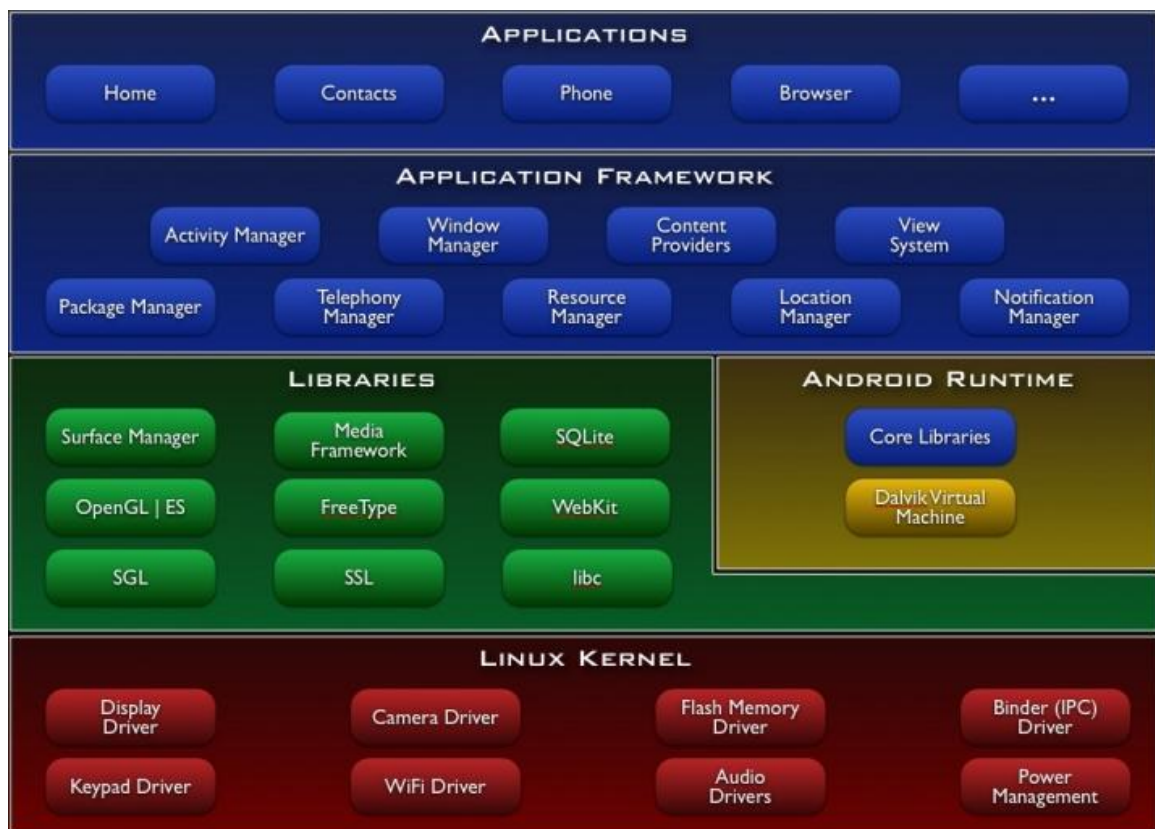 APPLICATIONS
Home
Contacts
Phone
Browser
...
APPLICATION FRAMEWORK
Activity Manager
Window
Manager
Content
Providers
View
System
Package Manager
Telephony
Manager
Resource
Manager
Location
Manager
Notification
Manager
LIBRARIES
Surface Manager
Media
Framework
SQLite
OpenGL | ES
FreeType
WebKit
SGL
SSL
libc
ANDROID RUNTIME
Core Libraries
Dalvik Virtual
Machine
LINUX KERNEL
Display
Driver
Camera Driver
Flash Memory
Driver
Binder (IPC)
Driver
Keypad Driver
WiFi Driver
Audio
Drivers
Power
Management